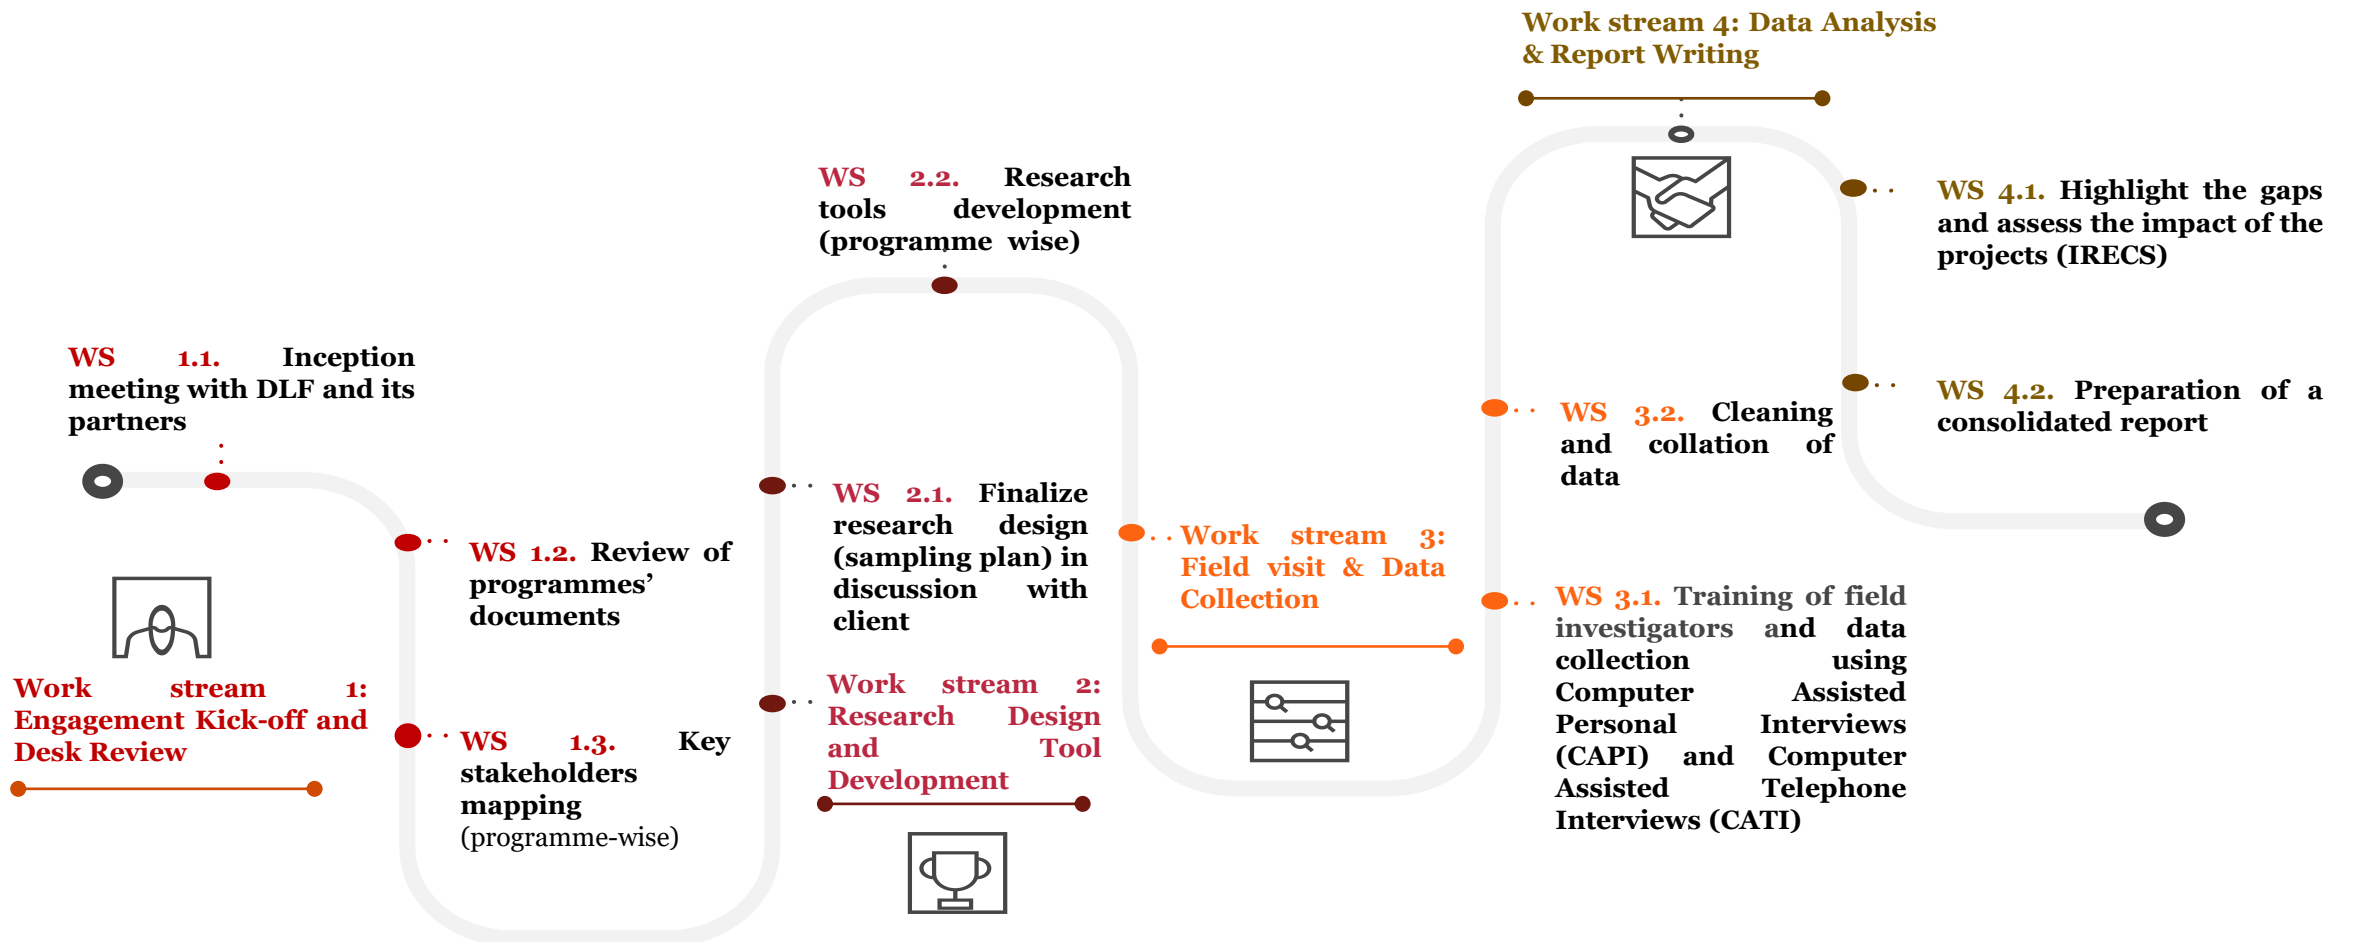 WS 1.1. Inception
meeting with DLF and its
partners
Work stream 1:
Engagement Kick-off and
Desk Review
WS 1.2. Review of
programmes’
documents
WS 1.3. Key
stakeholders
mapping
(programme-wise)
WS 2.2. Research
tools development
(programme wise)
WS 2.1. Finalize
research design
(sampling plan) in
discussion with
client
Work stream 2:
Research Design
and Tool
Development
Work stream 3:
Field visit & Data
Collection
Work stream 4: Data Analysis
& Report Writing
WS 3.2. Cleaning
and collation of
data
WS 3.1. Training of field
investigators and data
collection using
Computer Assisted
Personal Interviews
(CAPI) and Computer
Assisted Telephone
Interviews (CATI)
WS 4.1. Highlight the gaps
and assess the impact of the
projects (IRECS)
WS 4.2. Preparation of a
consolidated report